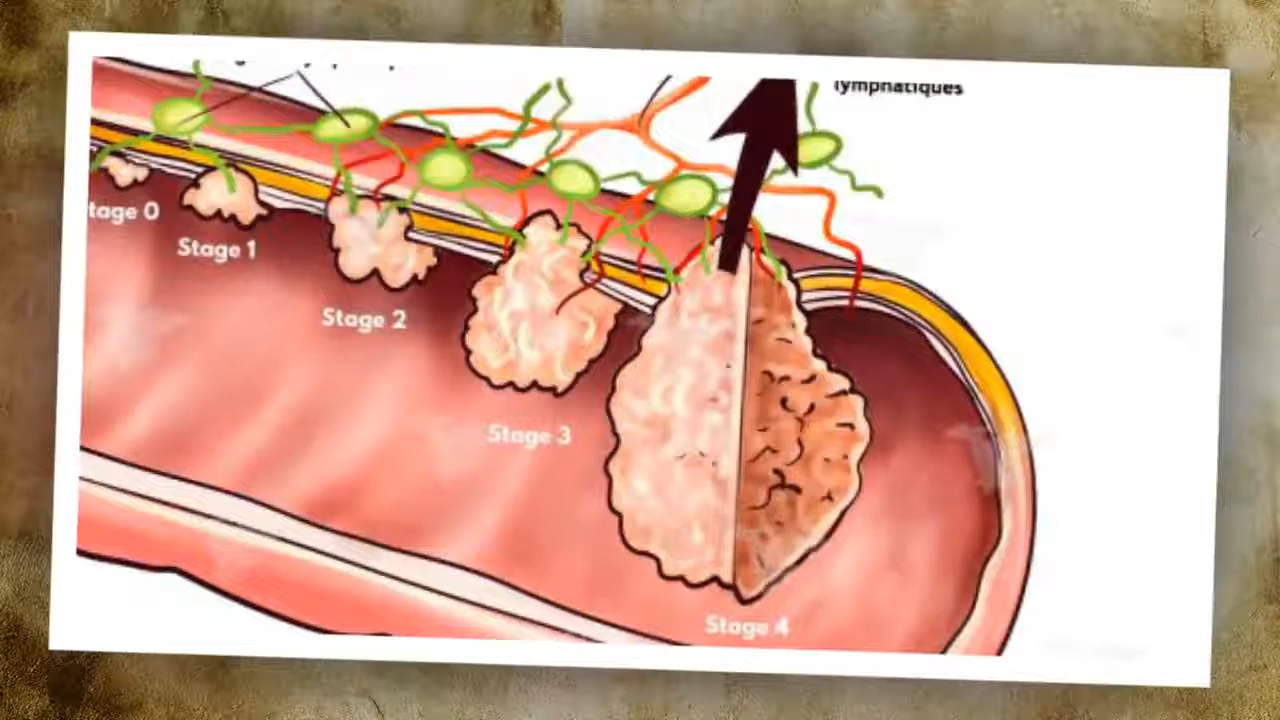 lymphatiques
tage 0
Stage 1
Stage 2
Stage 3
Stage 4